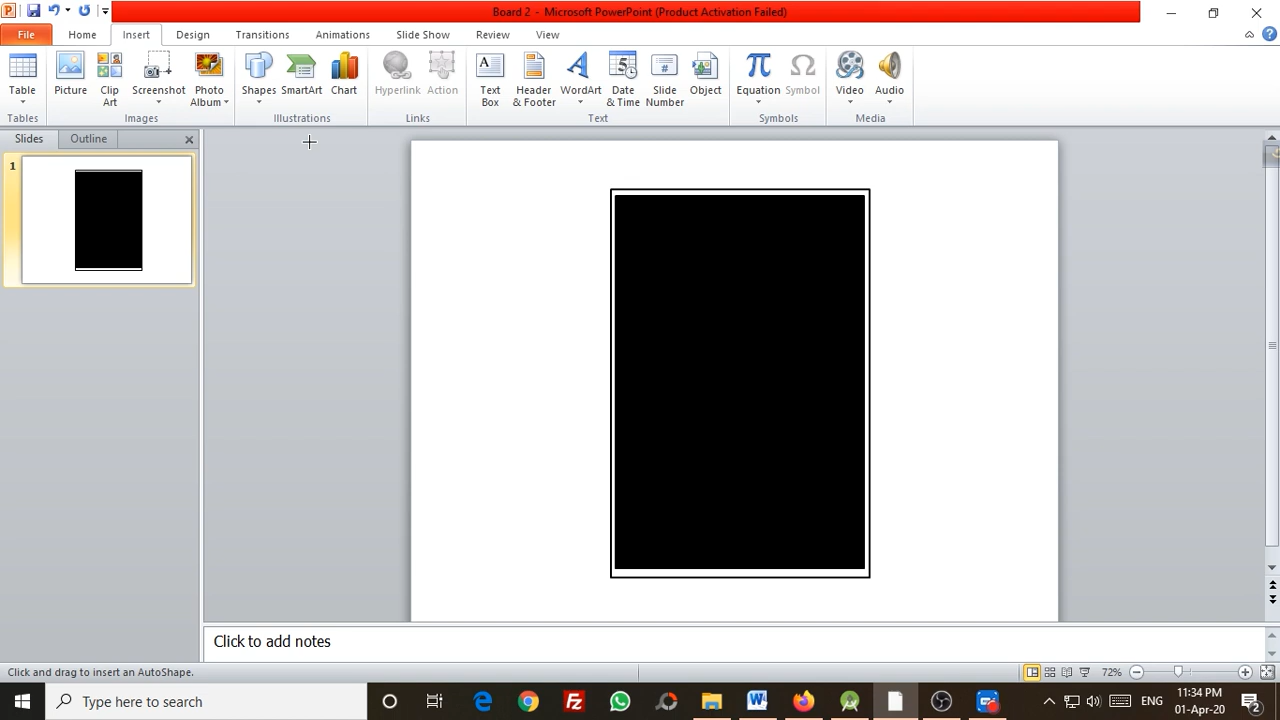 Board 2 - Microsoft PowerPoint (Product Activation Failed)
File Home Insert Design Transitions Animations Slide Show Review View
Table Picture Clip Art Screenshot Photo Album Shapes SmartArt Chart Hyperlink Action Text Box Header & Footer WordArt Date & Time Slide Number Object Equation Symbol Video Audio
Tables Images Illustrations Links Text Symbols Media
Slides Outline
1
Click to add notes
Click and drag to insert an AutoShape. 72%
Type here to search ENG 11:34 PM
01-Apr-20 2